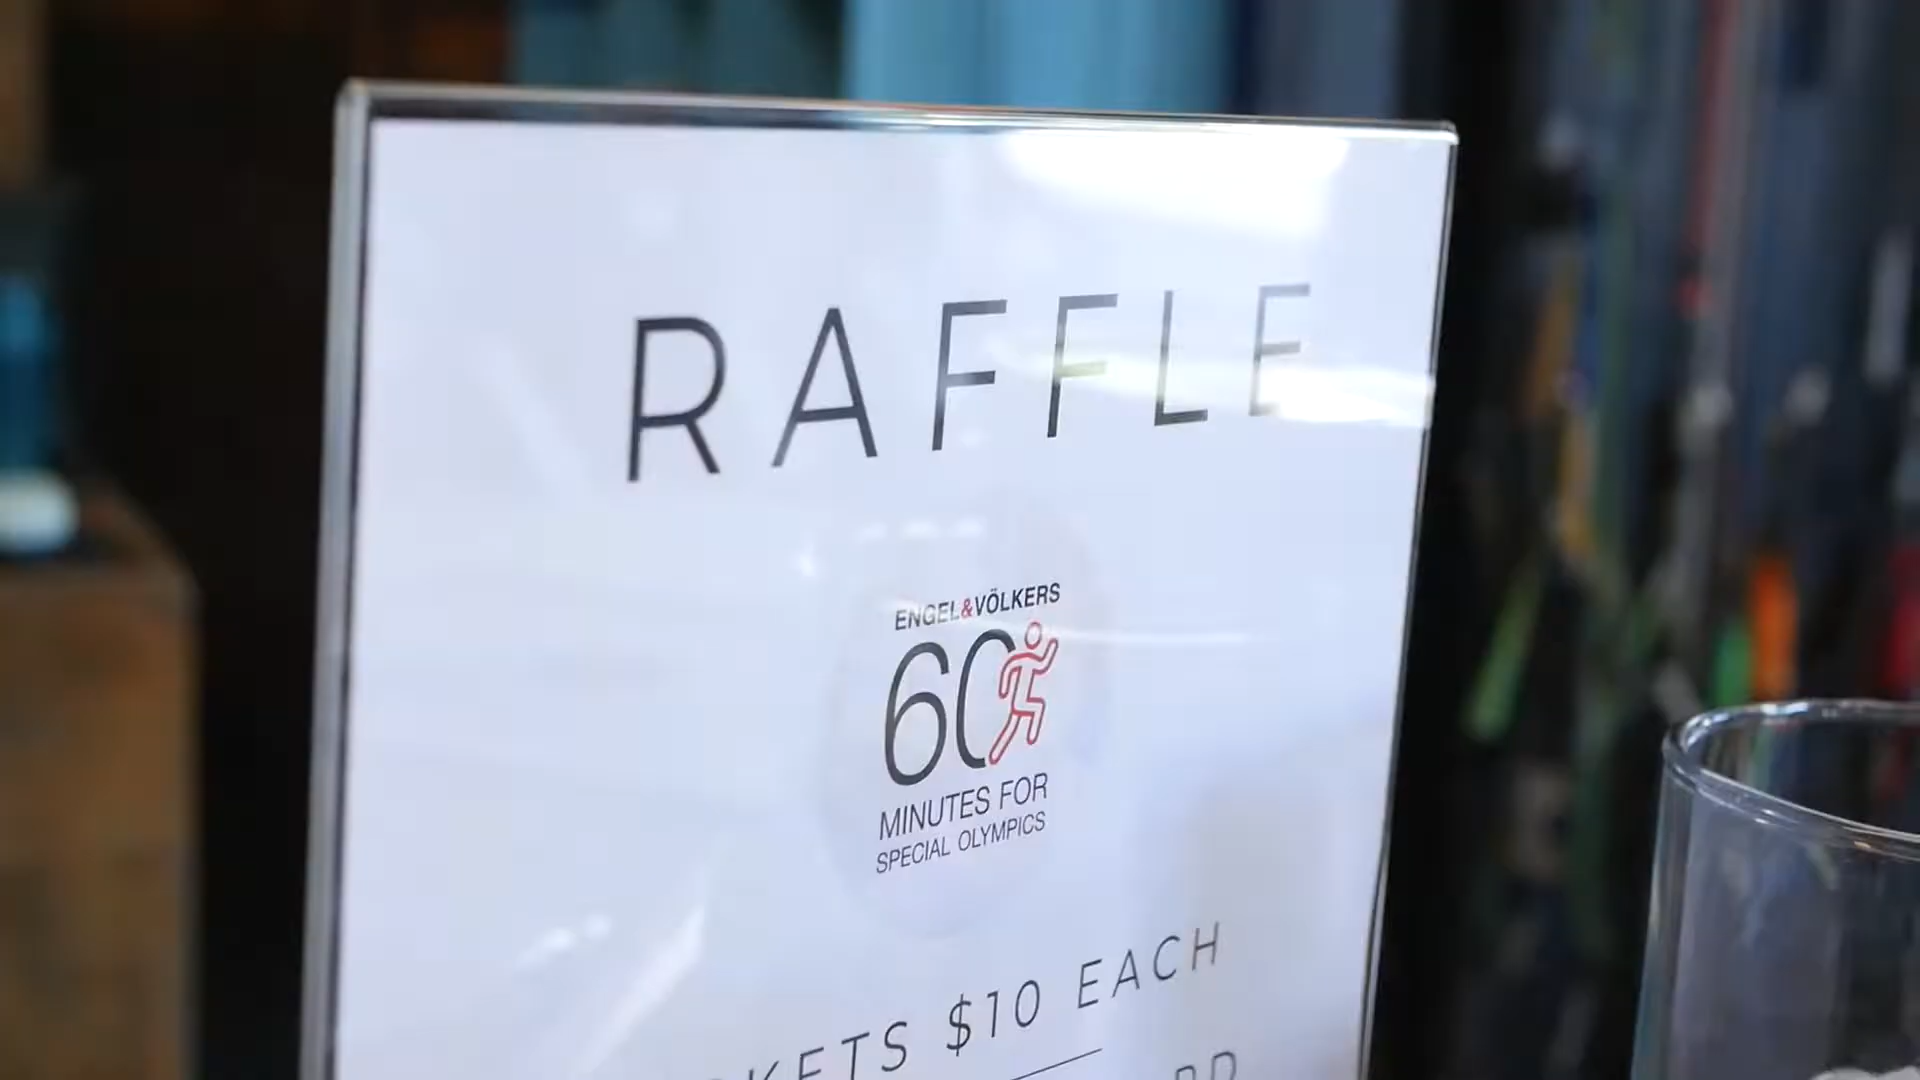 RAFFLE
ENGEL&VÖLKERS
60
MINUTES FOR
SPECIAL OLYMPICS
$10 EACH